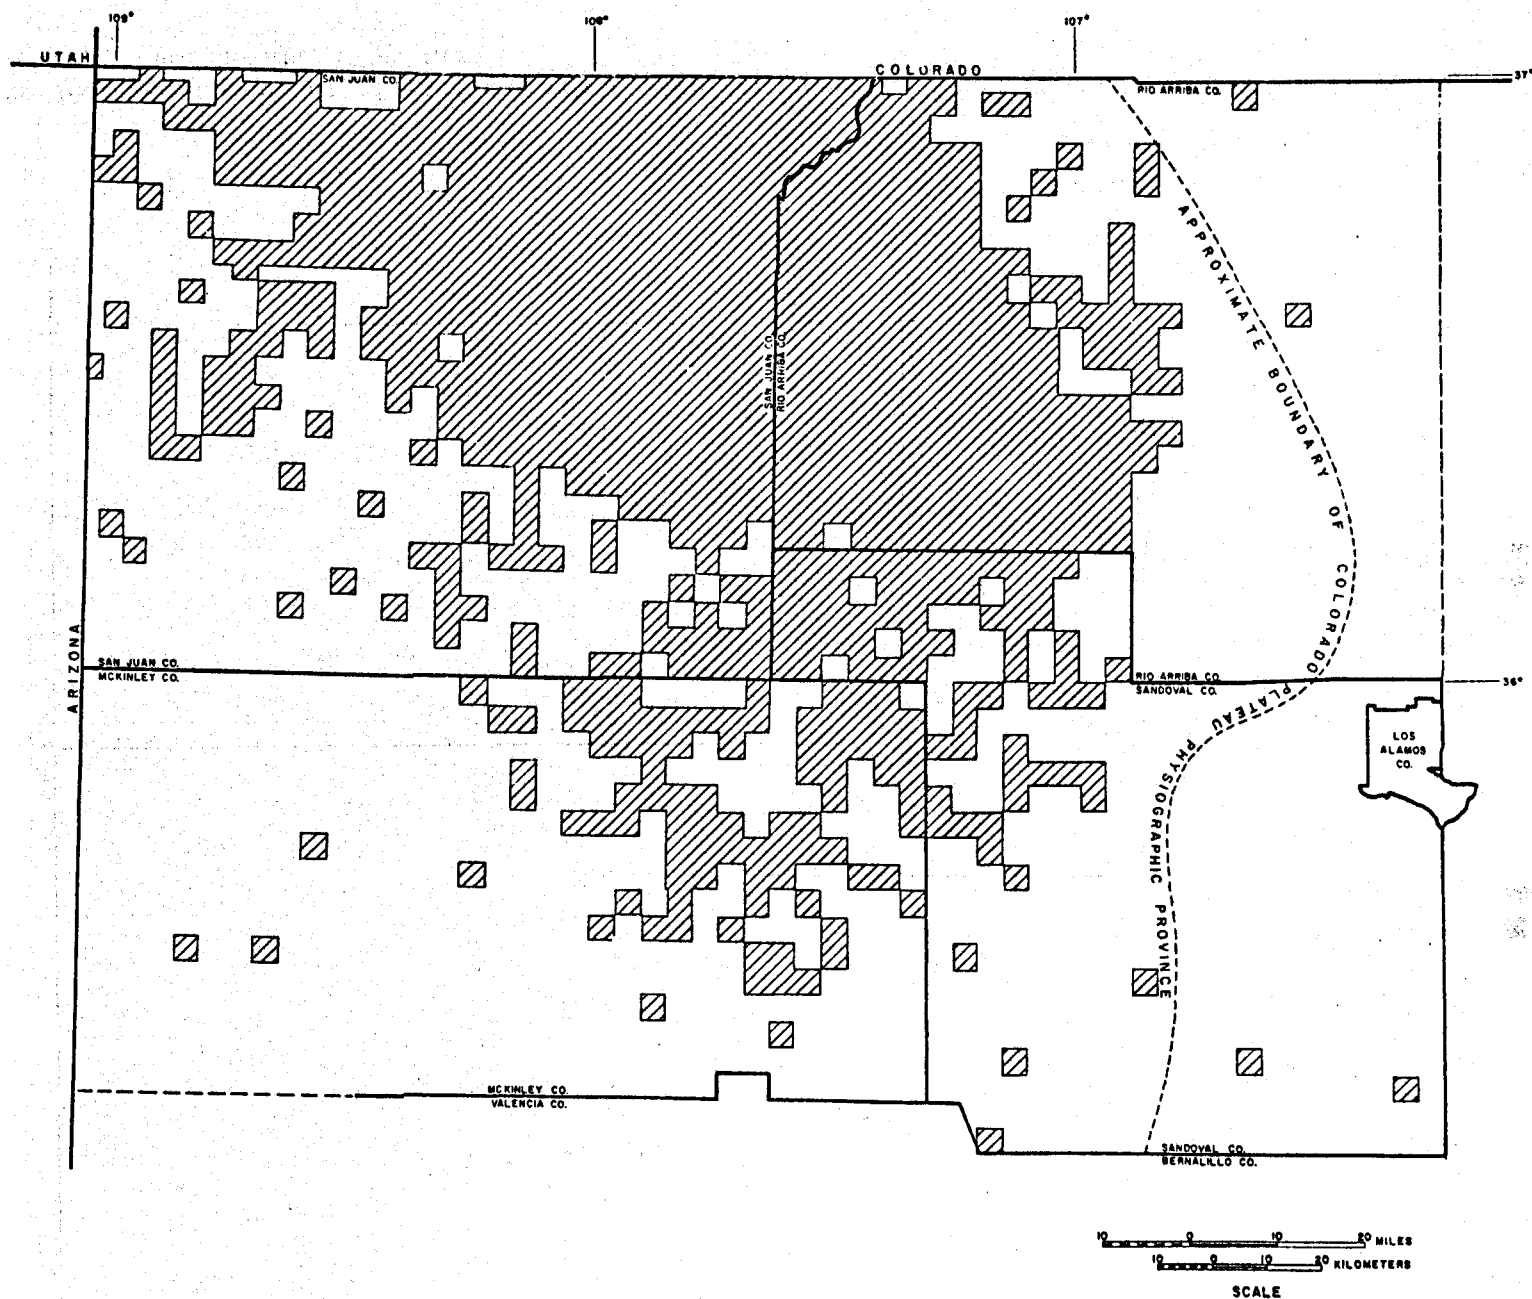 109°
108°
107°
UTAH
COLORADO
37°
SAN JUAN CO.
RIO ARRIBA CO.
APPROXIMATE BOUNDARY OF COLORADO PLATEAU PHYSIOGRAPHIC PROVINCE
SAN JUAN CO.
RIO ARRIBA CO.
ARIZONA
SAN JUAN CO.
MCKINLEY CO.
RIO ARRIBA CO.
SANDOVAL CO.
36°
LOS
ALAMOS
CO.
MCKINLEY CO.
VALENCIA CO.
SANDOVAL CO.
BERNALILLO CO.
10 0 10 20 MILES
10 0 10 20 KILOMETERS
SCALE